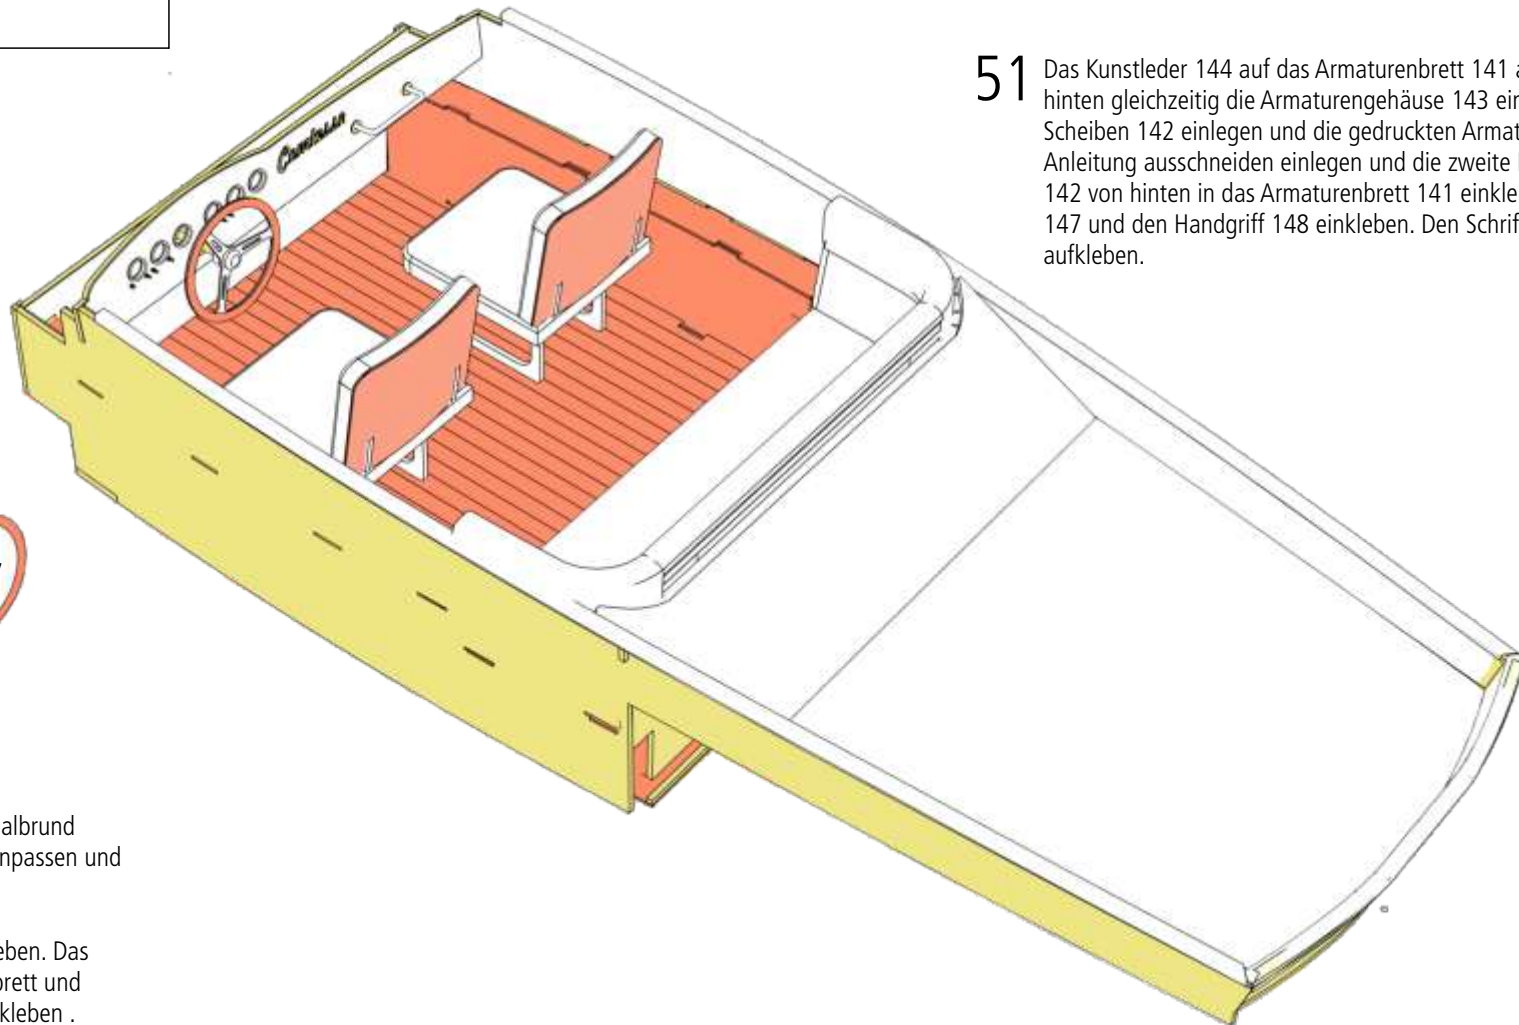 51
Das Kunstleder 144 auf das Armaturenbrett 141 a
hinten gleichzeitig die Armaturengehäuse 143 ein
Scheiben 142 einlegen und die gedruckten Armat
Anleitung ausschneiden einlegen und die zweite
142 von hinten in das Armaturenbrett 141 einkle
147 und den Handgriff 148 einkleben. Den Schrif
aufkleben.
albrund
npassen und
eben. Das
brett und
kleben .